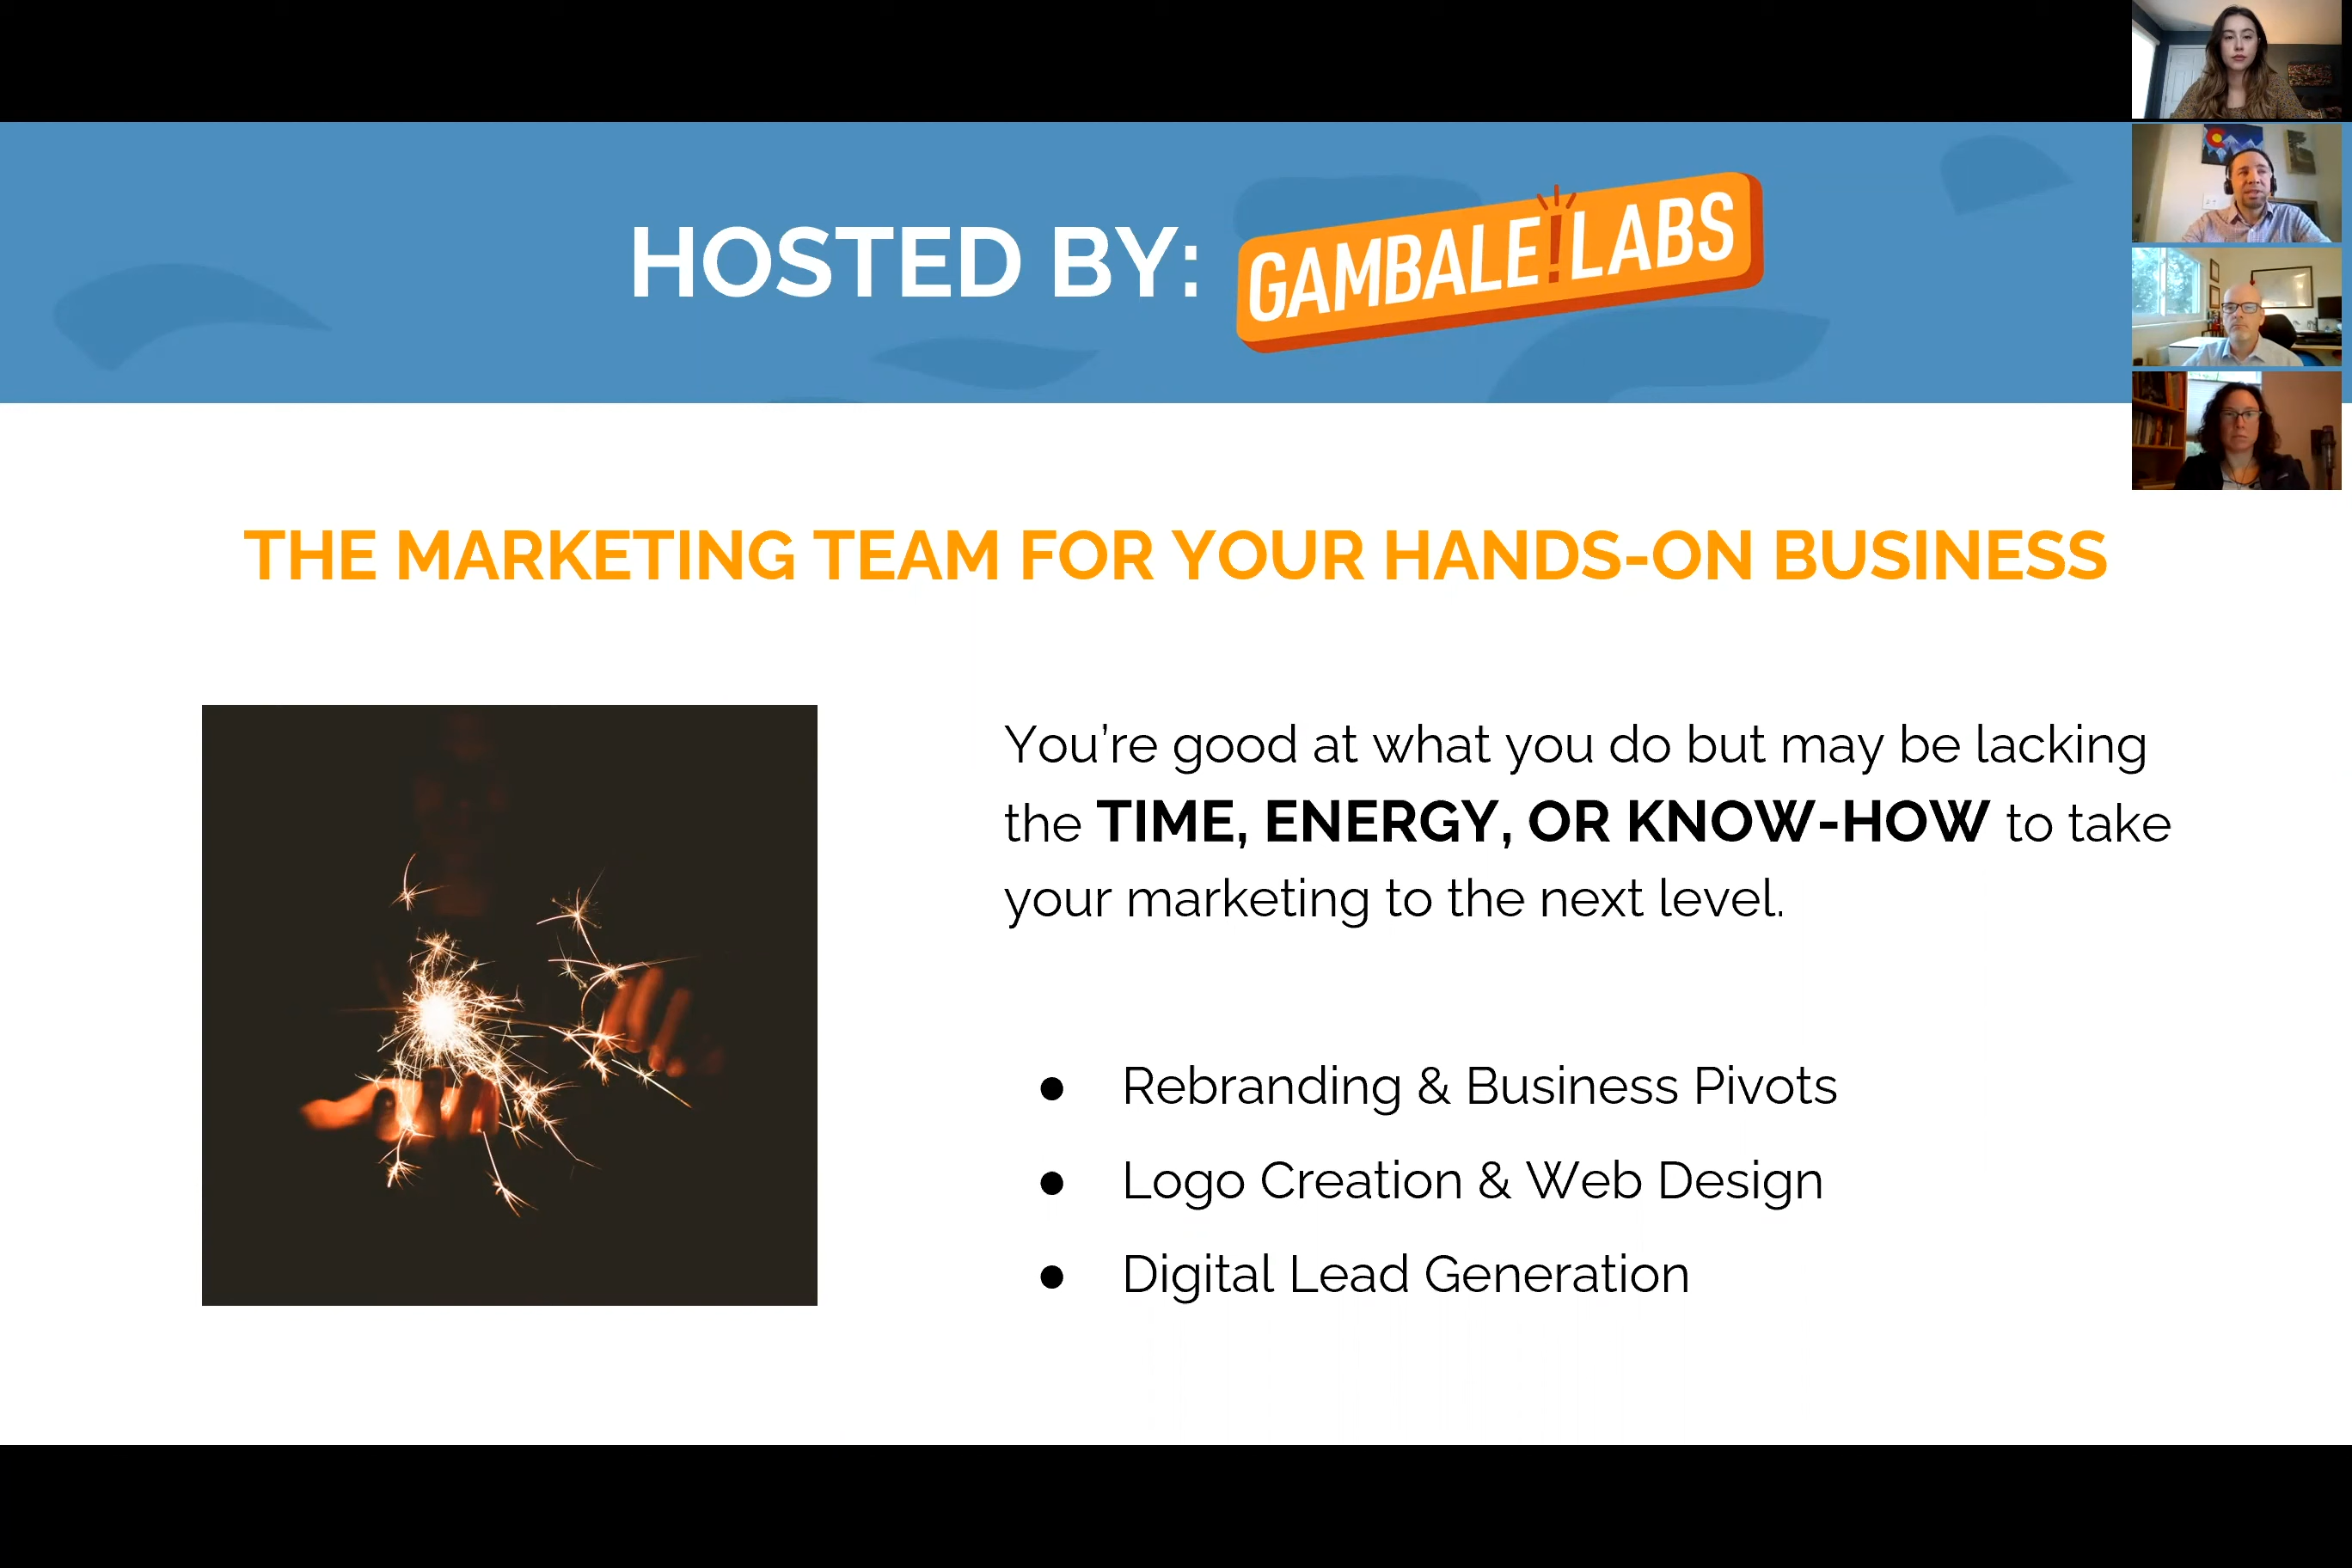 HOSTED BY: GAMBALE!LABS
THE MARKETING TEAM FOR YOUR HANDS-ON BUSINESS
You’re good at what you do but may be lacking
the TIME, ENERGY, OR KNOW-HOW to take
your marketing to the next level.
● Rebranding & Business Pivots
● Logo Creation & Web Design
● Digital Lead Generation